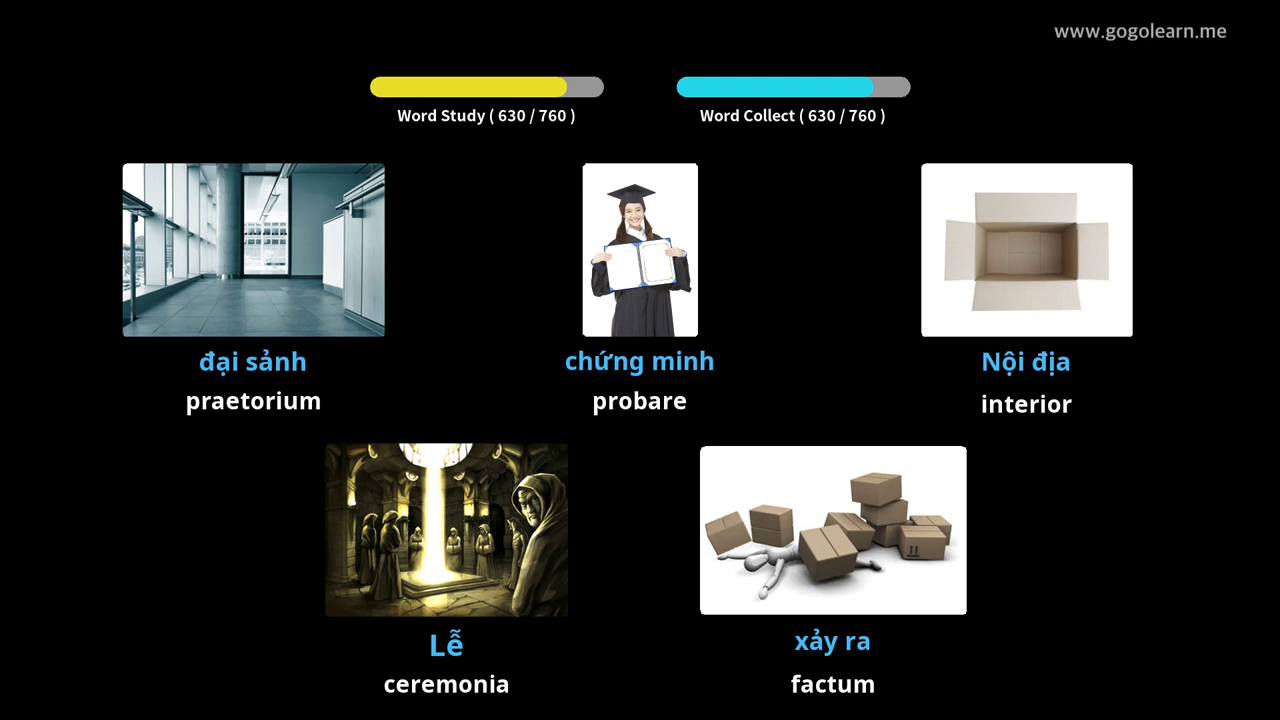 www.gogolearn.me
Word Study ( 630 / 760 )
Word Collect ( 630 / 760 )
đại sảnh
praetorium
chứng minh
probare
Nội địa
interior
Lễ
ceremonia
xảy ra
factum